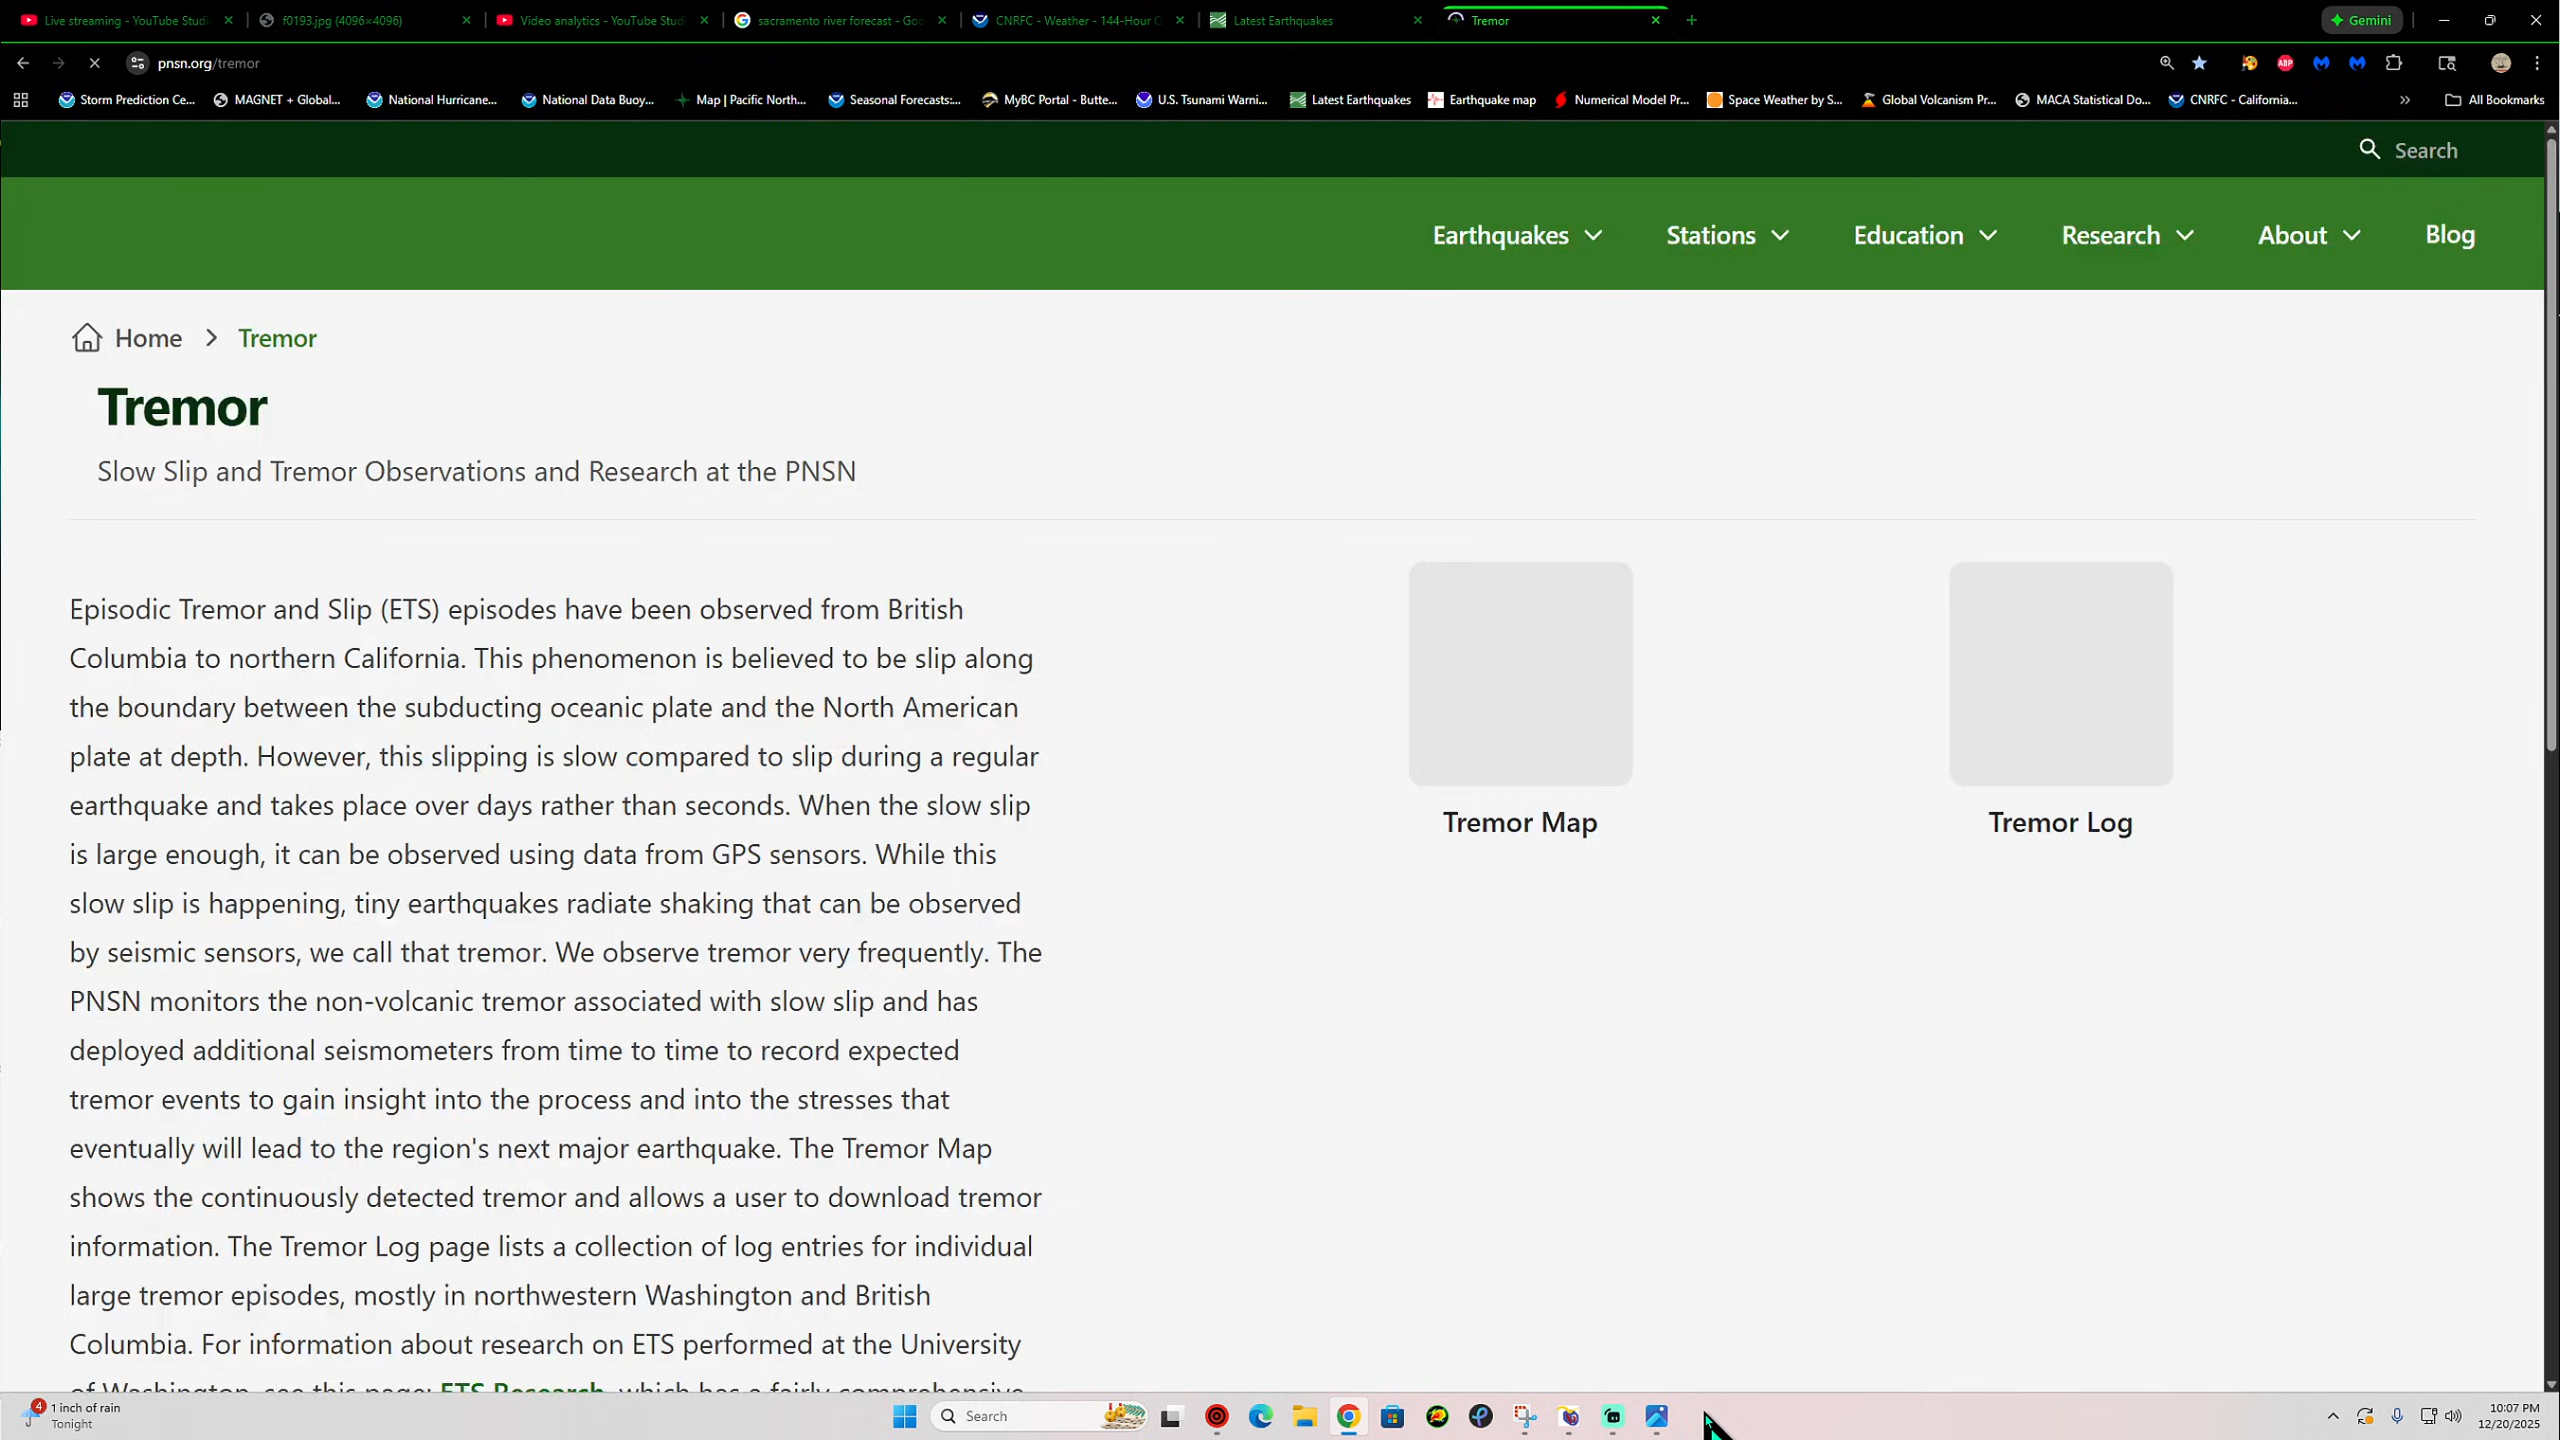 Live streaming - YouTube Studi
f0193.jpg (4096×4096)
Video analytics - YouTube Studi
sacramento river forecast - Goo
CNRFC - Weather - 144-Hour C
Latest Earthquakes
Tremor
Gemini
pnsn.org/tremor
ABP
Storm Prediction Ce...
MAGNET + Global...
National Hurricane...
National Data Buoy...
Map | Pacific North...
Seasonal Forecasts:...
MyBC Portal - Butte...
U.S. Tsunami Warni...
Latest Earthquakes
Earthquake map
Numerical Model Pr...
Space Weather by S...
Global Volcanism Pr...
MACA Statistical Do...
CNRFC - California...
All Bookmarks
Search
Earthquakes
Stations
Education
Research
About
Blog
Home
Tremor
Tremor
Slow Slip and Tremor Observations and Research at the PNSN
Episodic Tremor and Slip (ETS) episodes have been observed from British
Columbia to northern California. This phenomenon is believed to be slip along
the boundary between the subducting oceanic plate and the North American
plate at depth. However, this slipping is slow compared to slip during a regular
earthquake and takes place over days rather than seconds. When the slow slip
is large enough, it can be observed using data from GPS sensors. While this
slow slip is happening, tiny earthquakes radiate shaking that can be observed
by seismic sensors, we call that tremor. We observe tremor very frequently. The
PNSN monitors the non-volcanic tremor associated with slow slip and has
deployed additional seismometers from time to time to record expected
tremor events to gain insight into the process and into the stresses that
eventually will lead to the region's next major earthquake. The Tremor Map
shows the continuously detected tremor and allows a user to download tremor
information. The Tremor Log page lists a collection of log entries for individual
large tremor episodes, mostly in northwestern Washington and British
Columbia. For information about research on ETS performed at the University
of Washington, see this page: ETS Research, which has a fairly comprehensive
Tremor Map
Tremor Log
4
1 inch of rain
Tonight
Search
10:07 PM
12/20/2025